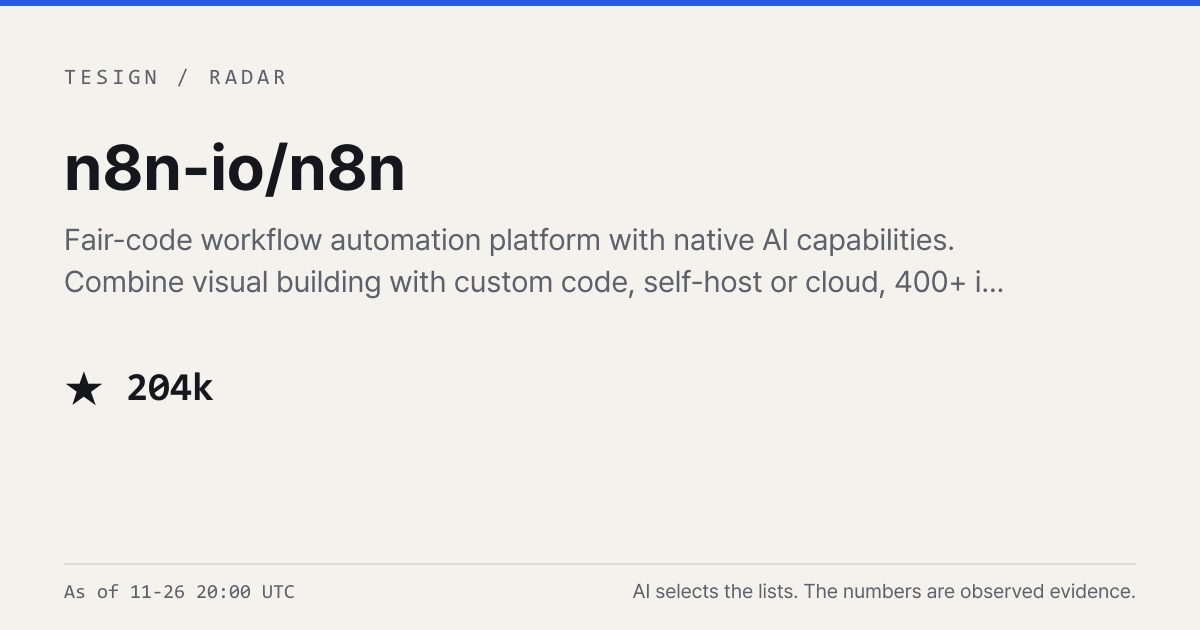 TESIGN / RADAR
n8n-io/n8n
Fair-code workflow automation platform with native AI capabilities.
Combine visual building with custom code, self-host or cloud, 400+ i...
★ 204k
As of 11-26 20:00 UTC
AI selects the lists. The numbers are observed evidence.